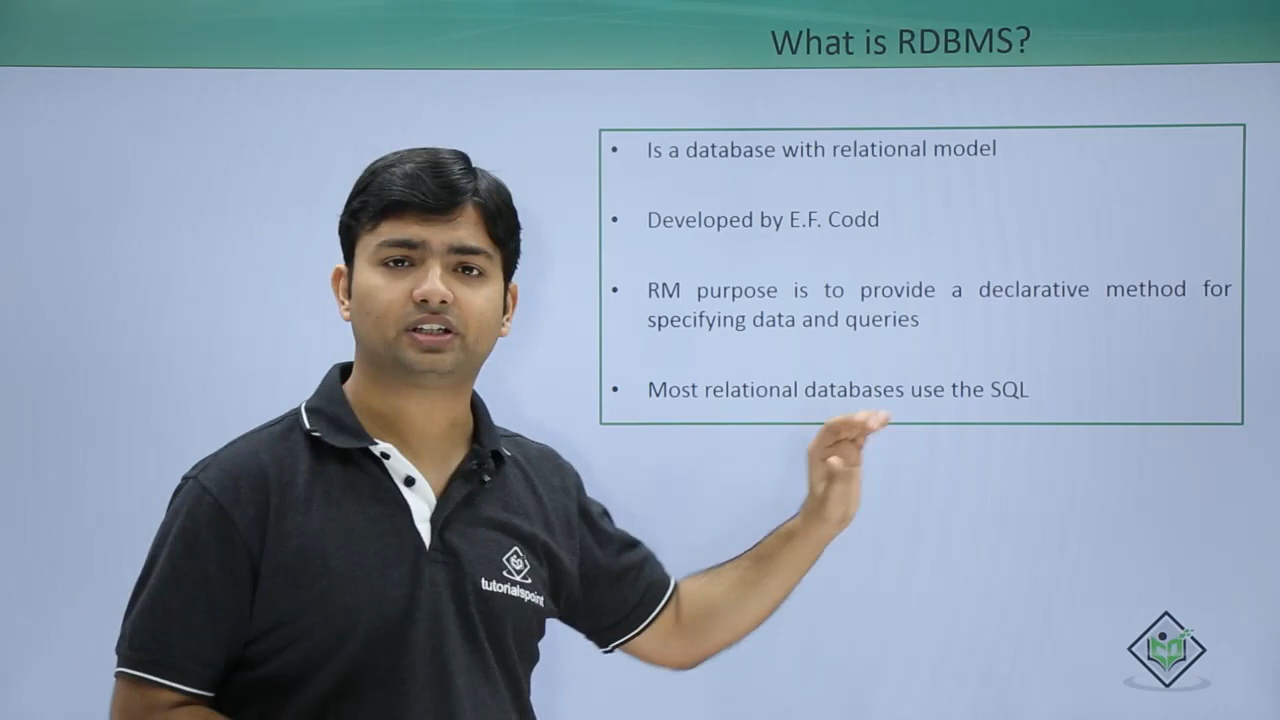 What is RDBMS?
• Is a database with relational model
• Developed by E.F. Codd
• RM purpose is to provide a declarative method for
specifying data and queries
• Most relational databases use the SQL
tutorialspoint